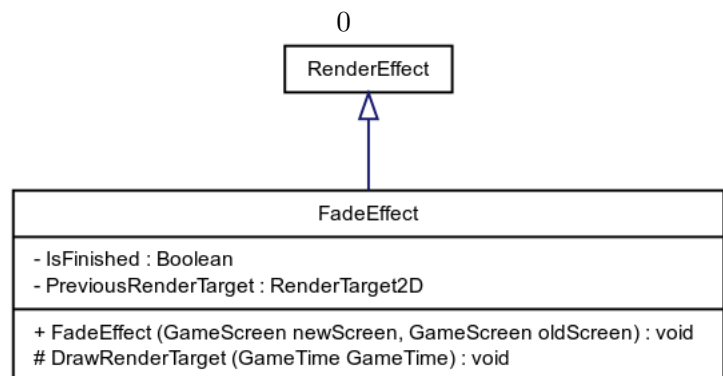 0
RenderEffect
FadeEffect
- IsFinished : Boolean
- PreviousRenderTarget : RenderTarget2D
+ FadeEffect (GameScreen newScreen, GameScreen oldScreen) : void
# DrawRenderTarget (GameTime GameTime) : void